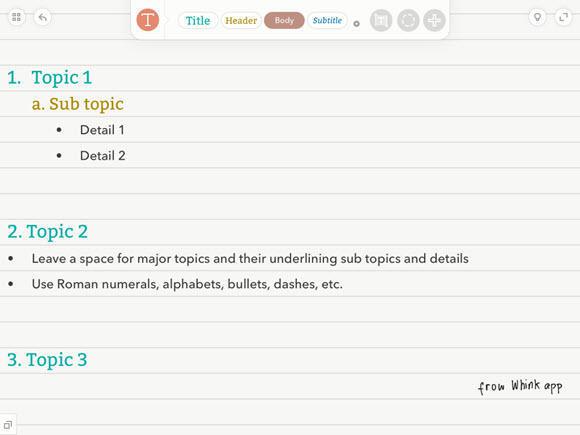 T Title Header Body Subtitle T
1. Topic 1
a. Sub topic
• Detail 1
• Detail 2
2. Topic 2
• Leave a space for major topics and their underlining sub topics and details
• Use Roman numerals, alphabets, bullets, dashes, etc.
3. Topic 3
from Whink app